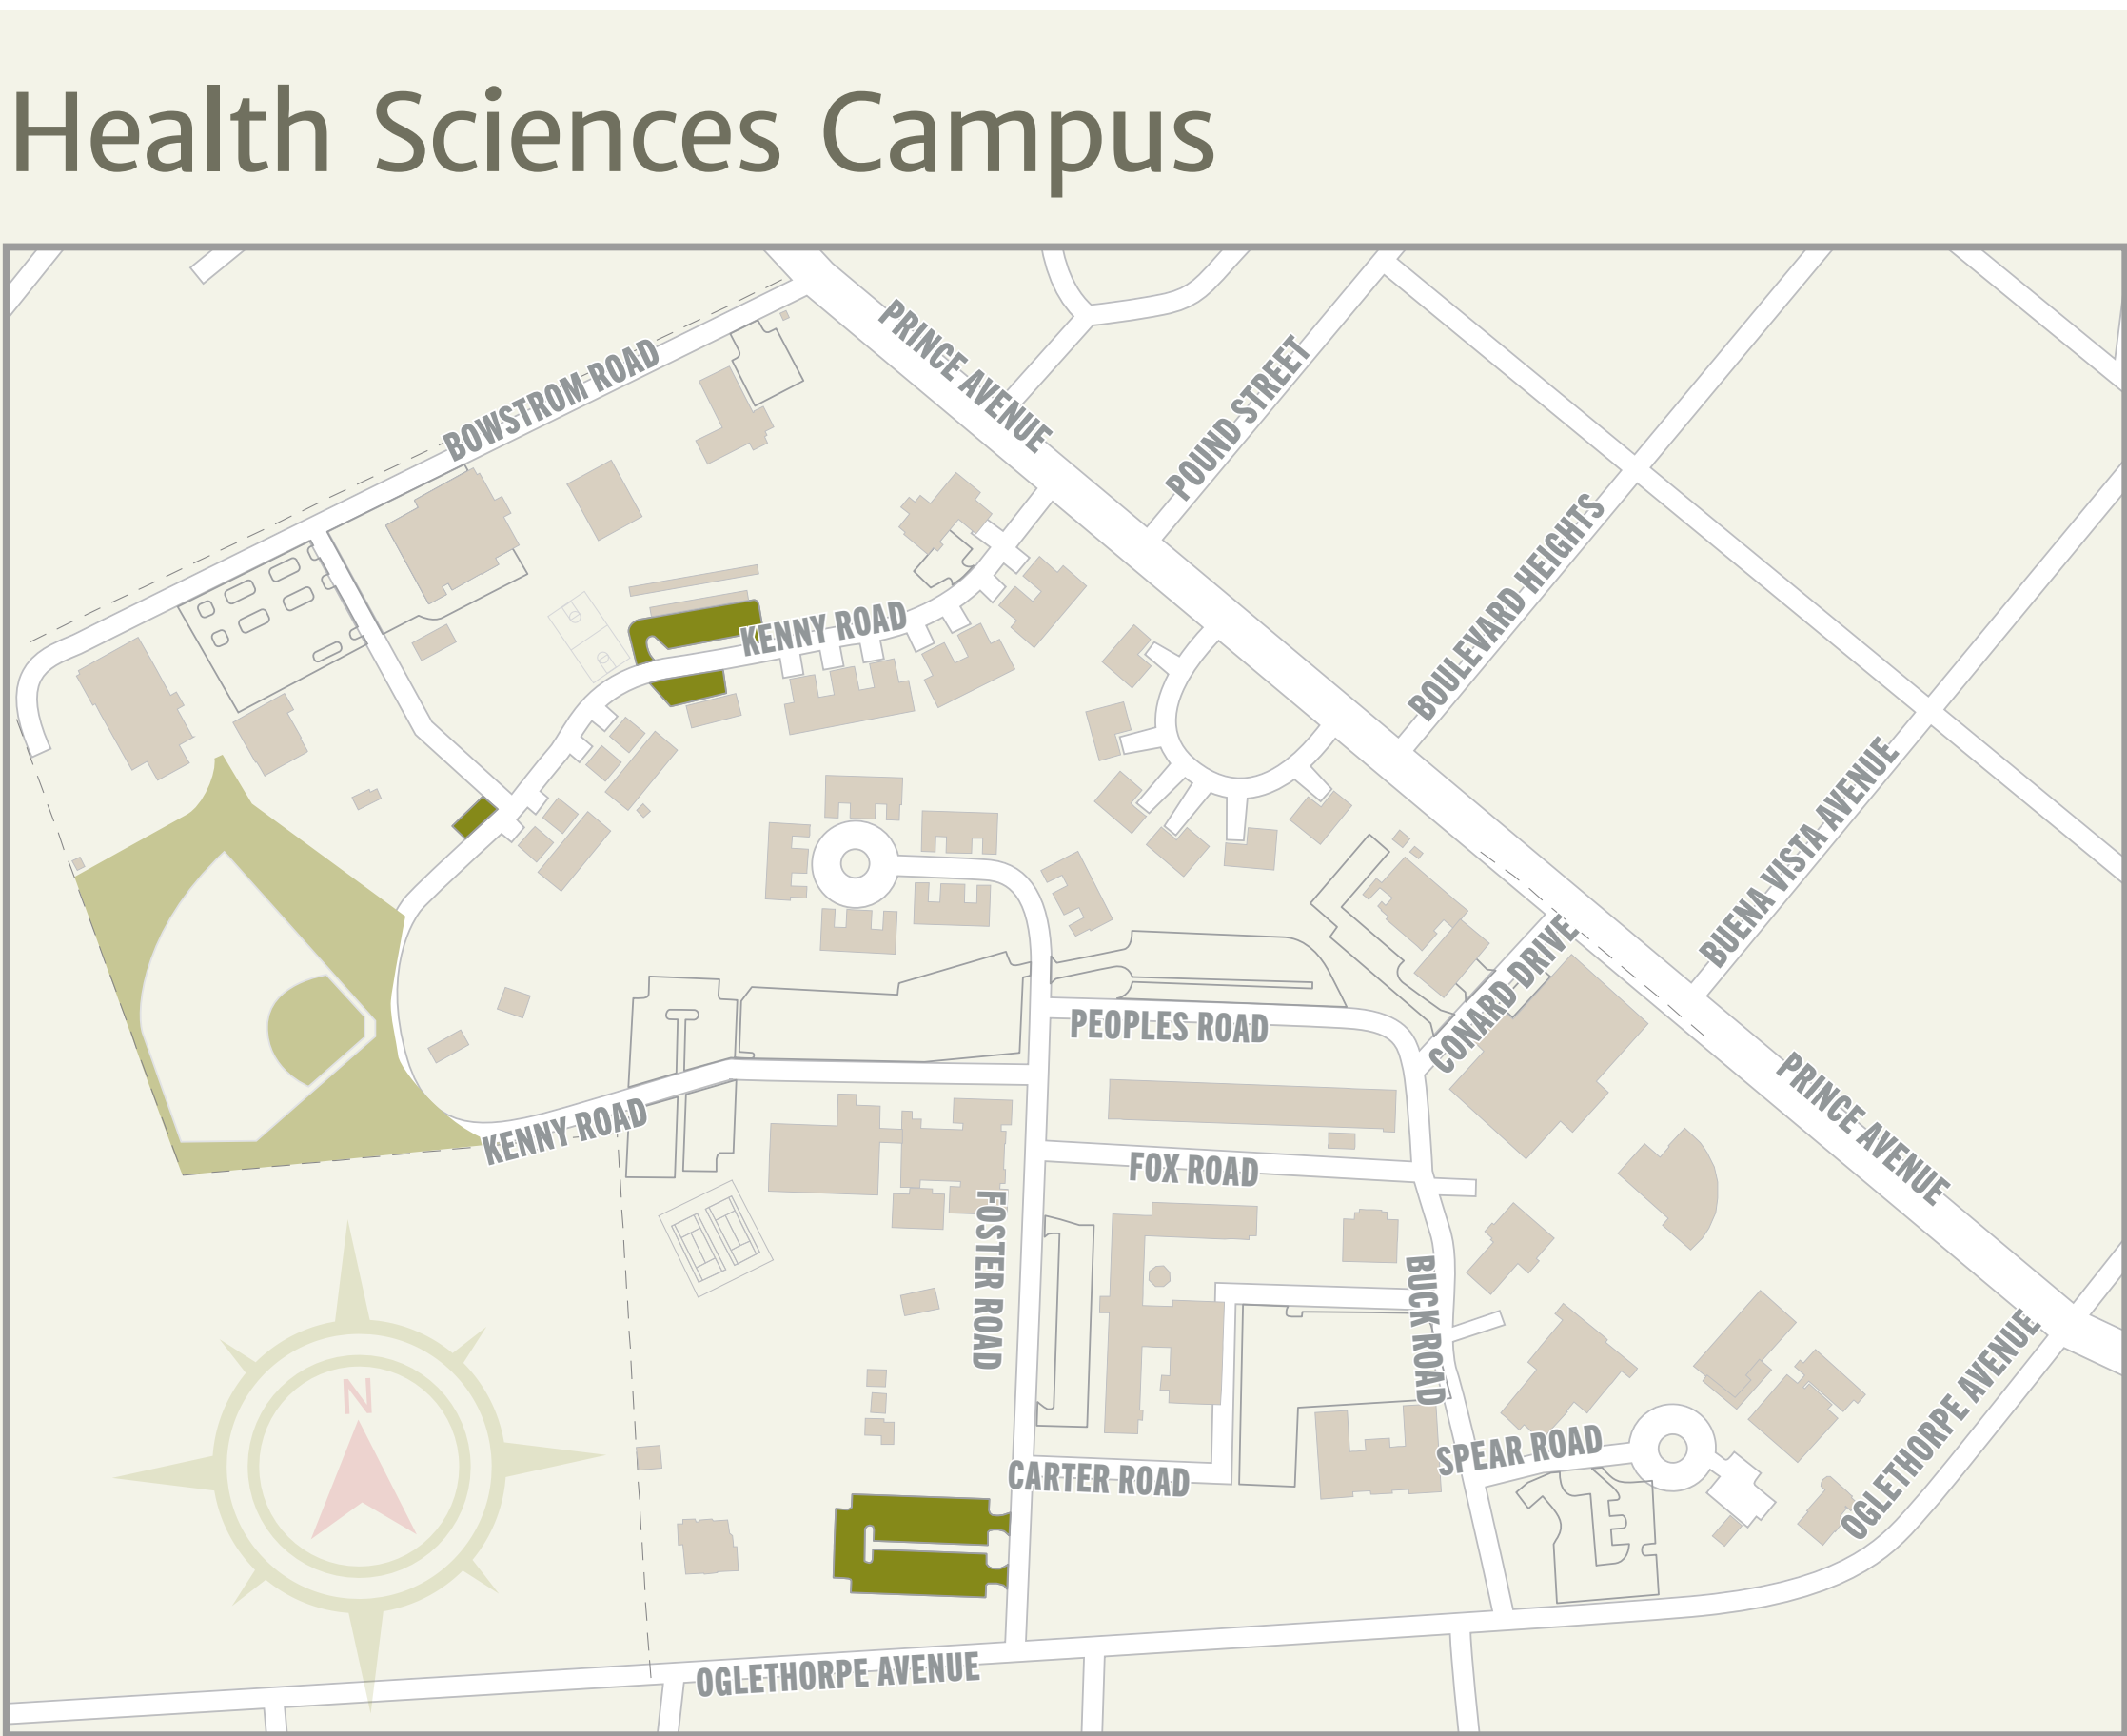 Health Sciences Campus
PRINCE AVENUE
BOWSTROM ROAD
POUND STREET
BOULEVARD HEIGHTS
KENNY ROAD
BUENA VISTA AVENUE
CONARD DRIVE
PEOPLES ROAD
PRINCE AVENUE
KENNY ROAD
FOX ROAD
FOSTER ROAD
BUCK ROAD
OGLETHORPE AVENUE
N
SPEAR ROAD
CARTER ROAD
OGLETHORPE AVENUE